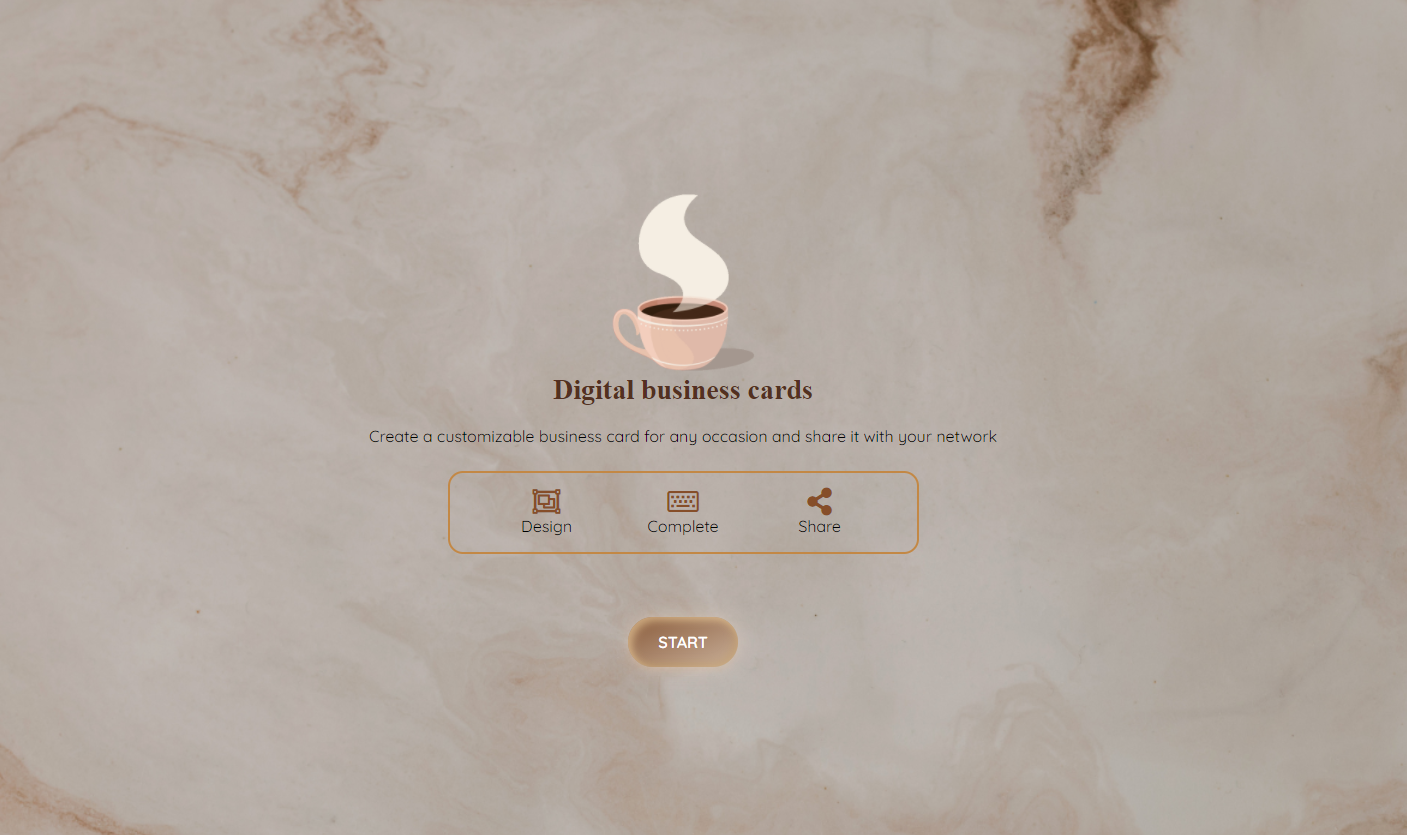 Digital business cards
Create a customizable business card for any occasion and share it with your network
Design Complete Share
START